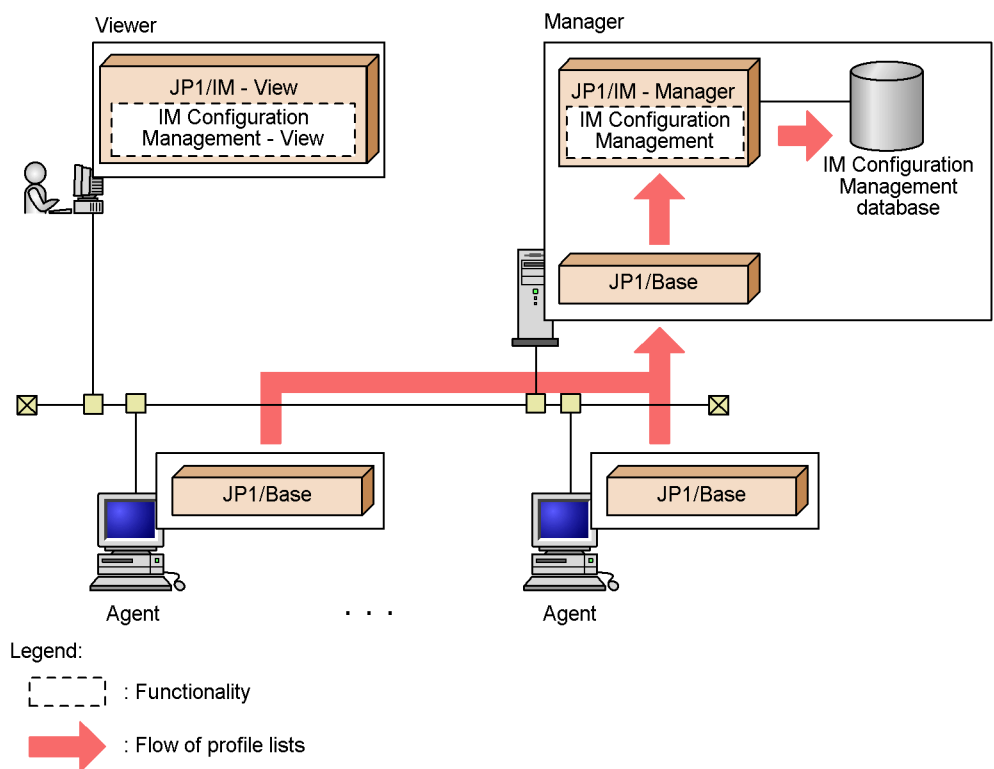 Viewer
JP1/IM - View
IM Configuration
Management - View
Manager
JP1/IM - Manager
IM Configuration
Management
IM Configuration
Management
database
JP1/Base
JP1/Base
JP1/Base
Agent
. . .
Agent
Legend:
: Functionality
: Flow of profile lists